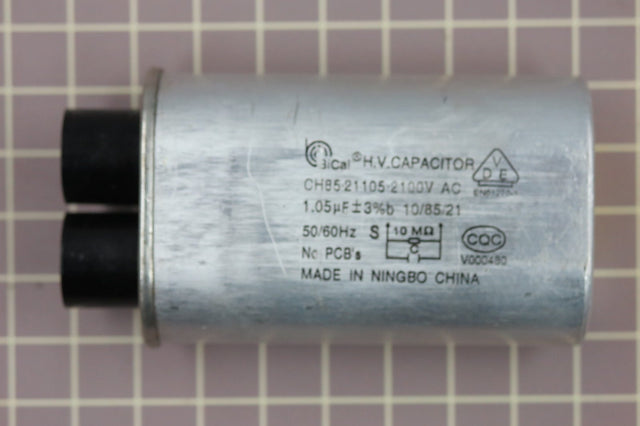 BiCai ® H.V.CAPACITOR
CH85-21105-2100V AC
1.05µF±3%b 10/85/21
50/60Hz S 10 MΩ
C
No PCB's
MADE IN NINGBO CHINA
V
D E
CQC
V000480